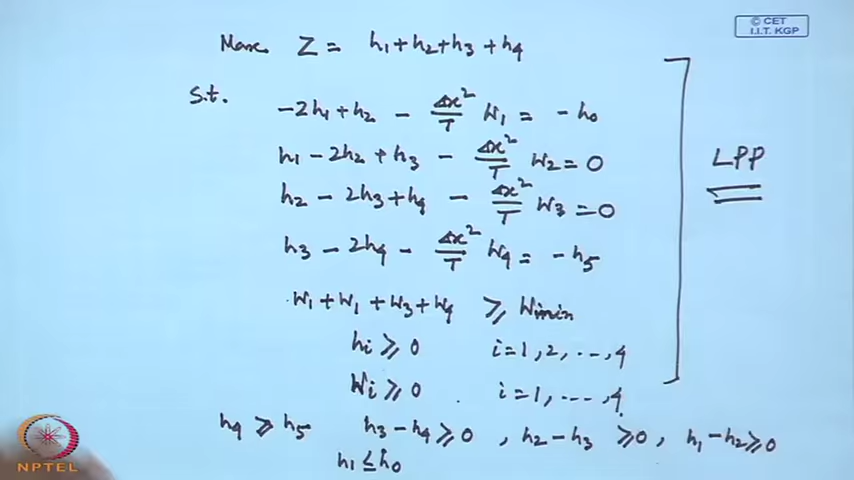 © CET
I.I.T. KGP
Max. Z = h₁+h₂+h₃+h₄
s.t. -2h₁+h₂ - Δx²/T W₁ = -h₀
h₁-2h₂+h₃ - Δx²/T W₂ = 0
h₂-2h₃+h₄ - Δx²/T W₃ = 0
h₃-2h₄ - Δx²/T W₄ = -h₅
LPP
W₁+W₁+W₃+W₄ ≥ Wmin
hᵢ ≥ 0 i=1,2,...,4
Wᵢ ≥ 0 i=1,...,4
h₄ ≥ h₅ h₃-h₄ ≥ 0, h₂-h₃ ≥ 0, h₁-h₂ ≥ 0
h₁ ≤ h₀
NPTEL